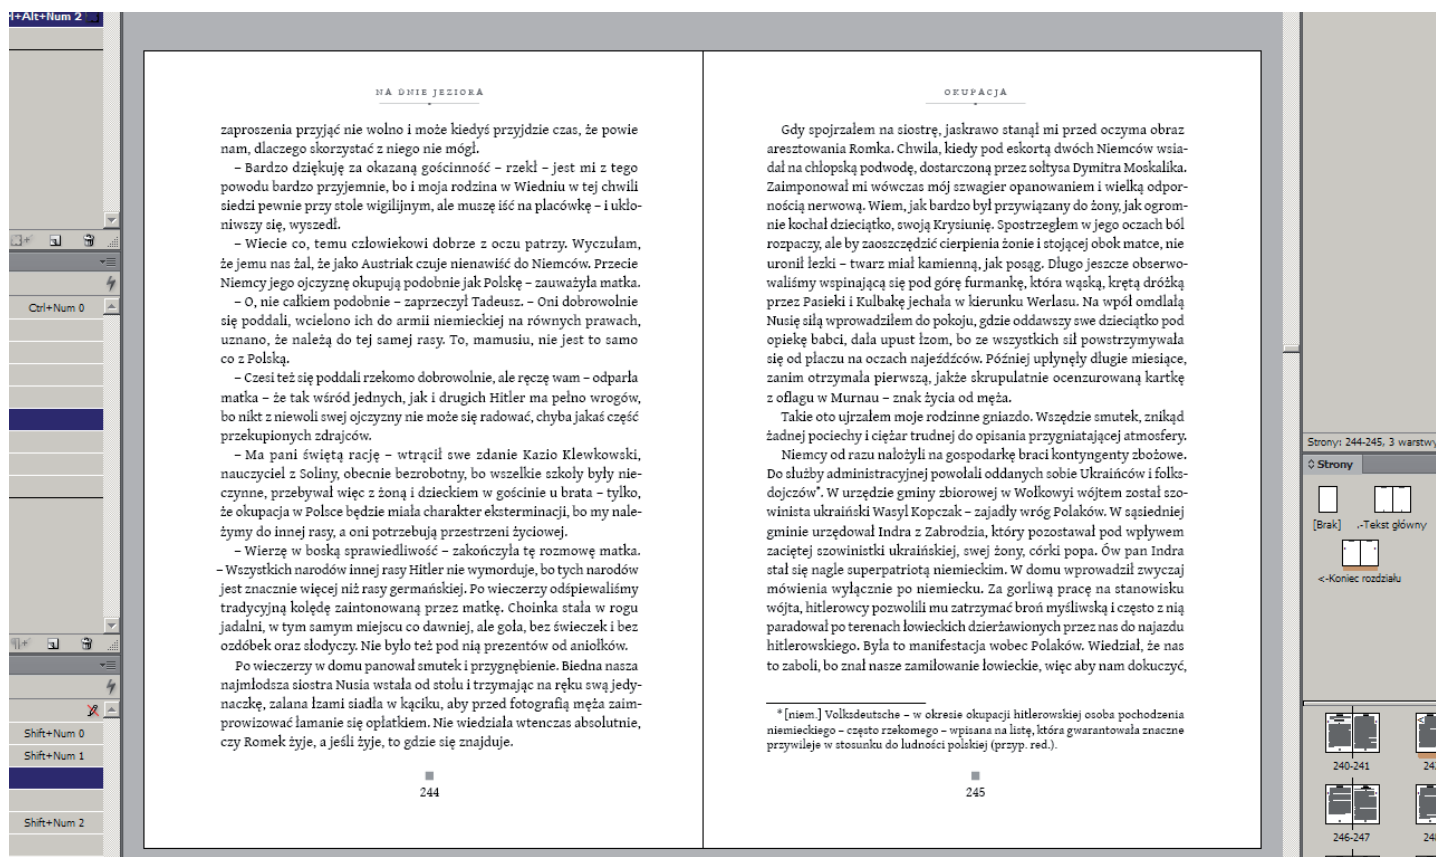 l+Alt+Num 2
Ctrl+Num 0
Shift+Num 0
Shift+Num 1
Shift+Num 2
NA DNIE JEZIORA
zaproszenia przyjąć nie wolno i może kiedyś przyjdzie czas, że powie
nam, dlaczego skorzystać z niego nie mógł.
– Bardzo dziękuję za okazaną gościnność – rzekł – jest mi z tego
powodu bardzo przyjemnie, bo i moja rodzina w Wiedniu w tej chwili
siedzi pewnie przy stole wigilijnym, ale muszę iść na placówkę – i ukło-
niwszy się, wyszedł.
– Wiecie co, temu człowiekowi dobrze z oczu patrzy. Wyczułam,
że jemu nas żal, że jako Austriak czuje nienawiść do Niemców. Przecie
Niemcy jego ojczyznę okupują podobnie jak Polskę – zauważyła matka.
– O, nie całkiem podobnie – zaprzeczył Tadeusz. – Oni dobrowolnie
się poddali, wcielono ich do armii niemieckiej na równych prawach,
uznano, że należą do tej samej rasy. To, mamusiu, nie jest to samo
co z Polską.
– Czesi też się poddali rzekomo dobrowolnie, ale ręczę wam – odparła
matka – że tak wśród jednych, jak i drugich Hitler ma pełno wrogów,
bo nikt z niewoli swej ojczyzny nie może się radować, chyba jakaś część
przekupionych zdrajców.
– Ma pani świętą rację – wtrącił swe zdanie Kazio Klewkowski,
nauczyciel z Soliny, obecnie bezrobotny, bo wszelkie szkoły były nie-
czynne, przebywał więc z żoną i dzieckiem w gościnie u brata – tylko,
że okupacja w Polsce będzie miała charakter eksterminacji, bo my nale-
żymy do innej rasy, a oni potrzebują przestrzeni życiowej.
– Wierzę w boską sprawiedliwość – zakończyła tę rozmowę matka.
– Wszystkich narodów innej rasy Hitler nie wymorduje, bo tych narodów
jest znacznie więcej niż rasy germańskiej. Po wieczerzy odśpiewaliśmy
tradycyjną kolędę zaintonowaną przez matkę. Choinka stała w rogu
jadalni, w tym samym miejscu co dawniej, ale goła, bez świeczek i bez
ozdóbek oraz słodyczy. Nie było też pod nią prezentów od aniołków.
Po wieczerzy w domu panował smutek i przygnębienie. Biedna nasza
najmłodsza siostra Nusia wstała od stołu i trzymając na ręku swą jedy-
naczkę, zalana łzami siadła w kąciku, aby przed fotografią męża zaim-
prowizować łamanie się opłatkiem. Nie wiedziała wtenczas absolutnie,
czy Romek żyje, a jeśli żyje, to gdzie się znajduje.
244
OKUPACJA
Gdy spojrzałem na siostrę, jaskrawo stanął mi przed oczyma obraz
aresztowania Romka. Chwila, kiedy pod eskortą dwóch Niemców wsia-
dał na chłopską podwodę, dostarczoną przez sołtysa Dymitra Moskalika.
Zaimponował mi wówczas mój szwagier opanowaniem i wielką odpor-
nością nerwową. Wiem, jak bardzo był przywiązany do żony, jak ogrom-
nie kochał dzieciątko, swoją Krysiunię. Spostrzegłem w jego oczach ból
rozpaczy, ale by zaoszczędzić cierpienia żonie i stojącej obok matce, nie
uronił łezki – twarz miał kamienną, jak posąg. Długo jeszcze obserwo-
waliśmy wspinającą się pod górę furmankę, która wąską, krętą dróżką
przez Pasieki i Kulbakę jechała w kierunku Werlasu. Na wpół omdlałą
Nusię siłą wprowadziłem do pokoju, gdzie oddawszy swe dzieciątko pod
opiekę babci, dała upust łzom, bo ze wszystkich sił powstrzymywała
się od płaczu na oczach najeźdźców. Później upłynęły długie miesiące,
zanim otrzymała pierwszą, jakże skrupulatnie ocenzurowaną kartkę
z oflagu w Murnau – znak życia od męża.
Takie oto ujrzałem moje rodzinne gniazdo. Wszędzie smutek, znikąd
żadnej pociechy i ciężar trudnej do opisania przygniatającej atmosfery.
Niemcy od razu nałożyli na gospodarkę braci kontyngenty zbożowe.
Do służby administracyjnej powołali oddanych sobie Ukraińców i folks-
dojczów*. W urzędzie gminy zbiorowej w Wołkowyi wójtem został szo-
winista ukraiński Wasyl Kopczak – zajadły wróg Polaków. W sąsiedniej
gminie urzędował Indra z Zabrodzia, który pozostawał pod wpływem
zaciętej szowinistki ukraińskiej, swej żony, córki popa. Ów pan Indra
stał się nagle superpatriotą niemieckim. W domu wprowadził zwyczaj
mówienia wyłącznie po niemiecku. Za gorliwą pracę na stanowisku
wójta, hitlerowcy pozwolili mu zatrzymać broń myśliwską i często z nią
paradował po terenach łowieckich dzierżawionych przez nas do najazdu
hitlerowskiego. Była to manifestacja wobec Polaków. Wiedział, że nas
to zaboli, bo znał nasze zamiłowanie łowieckie, więc aby nam dokuczyć,
* [niem.] Volksdeutsche – w okresie okupacji hitlerowskiej osoba pochodzenia
niemieckiego – często rzekomego – wpisana na listę, która gwarantowała znaczne
przywileje w stosunku do ludności polskiej (przyp. red.).
245
Strony: 244-245, 3 warstwy
Strony
[Brak] .-Tekst główny
<-Koniec rozdziału
240-241 24
246-247 24